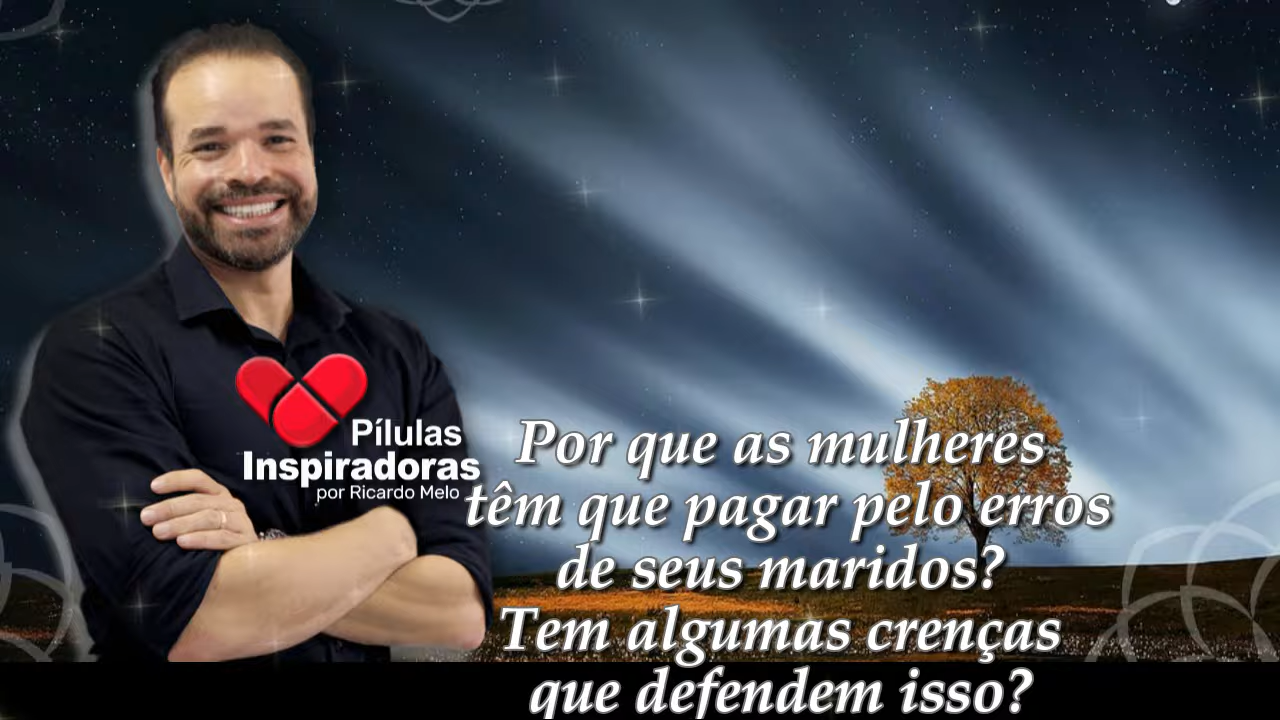 Pílulas
Inspiradoras
por Ricardo Melo
Por que as mulheres
têm que pagar pelo erros
de seus maridos?
Tem algumas crenças
que defendem isso?